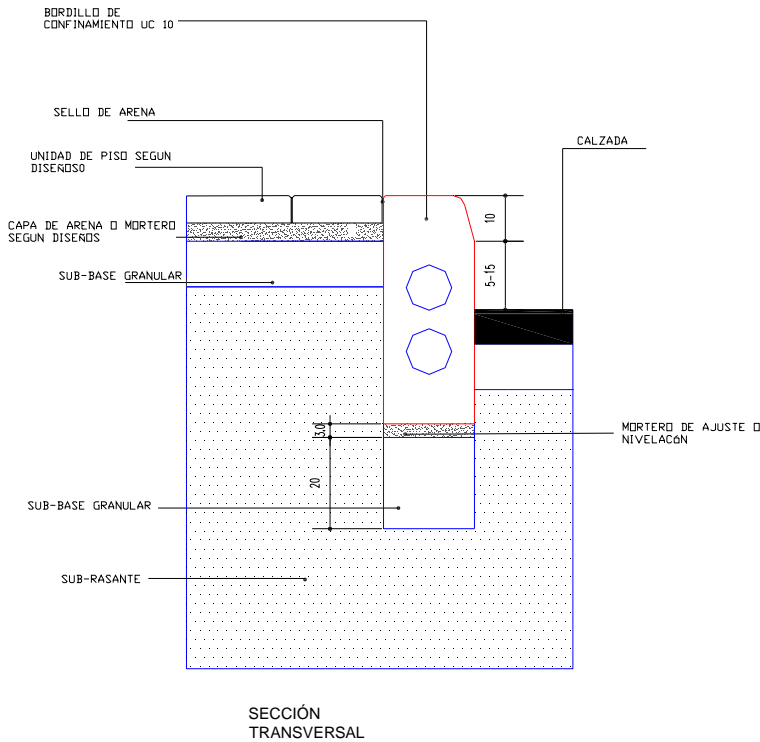 BORDILLO DE
CONFINAMIENTO UC 10
SELLO DE ARENA
CALZADA
UNIDAD DE PISO SEGUN
DISEÑOS0
CAPA DE ARENA O MORTERO
SEGUN DISEÑOS
10
SUB-BASE GRANULAR
5-15
3.0
MORTERO DE AJUSTE O
NIVELACóN
20
SUB-BASE GRANULAR
SUB-RASANTE
SECCIÓN
TRANSVERSAL